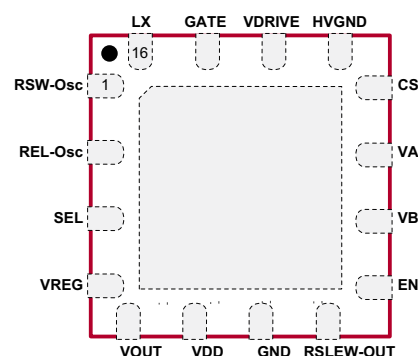 LX GATE VDRIVE HVGND
16
RSW-Osc 1 CS
REL-Osc VA
SEL VB
VREG EN
VOUT VDD GND RSLEW-OUT